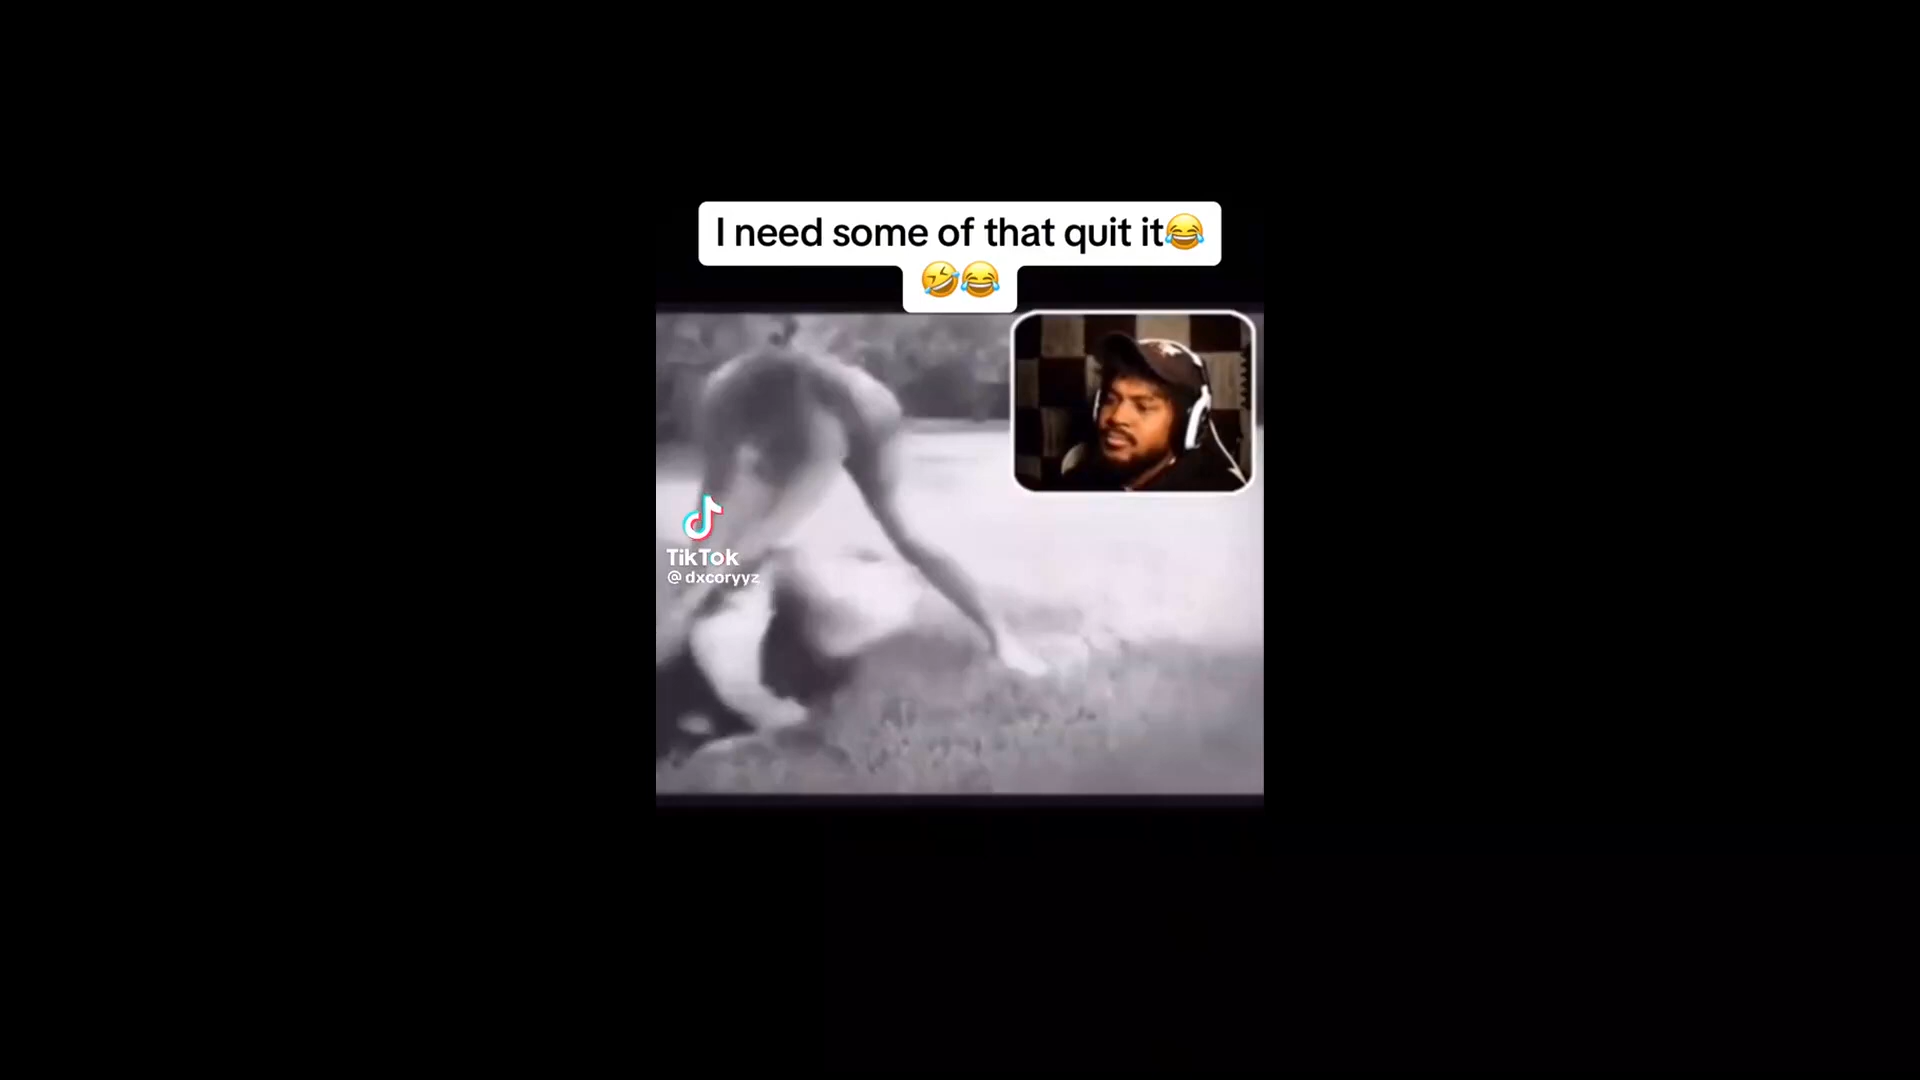 I need some of that quit it😂
🤣😂
TikTok
@dxcoryyz